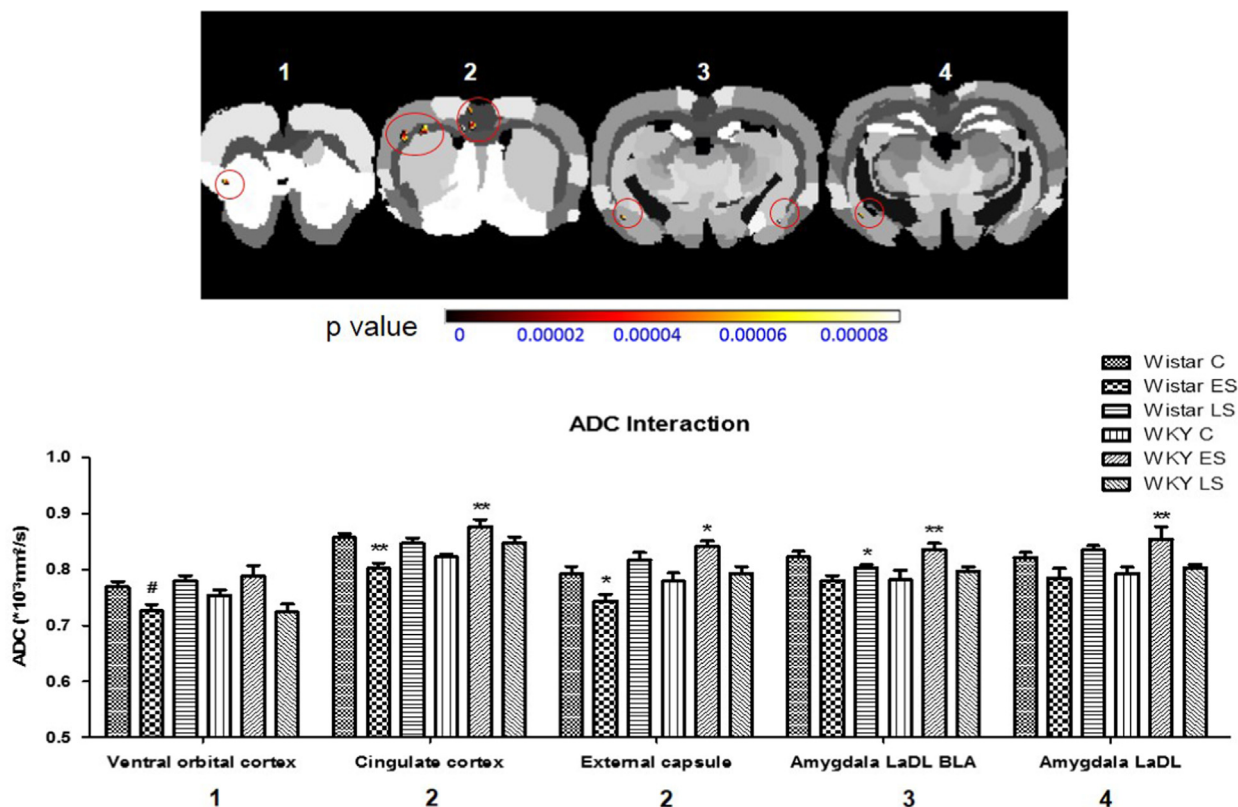 1 2 3 4
p value
0 0.00002 0.00004 0.00006 0.00008
Wistar C
Wistar ES
Wistar LS
WKY C
WKY ES
WKY LS
ADC Interaction
ADC (*10⁻³mm²/s)
1.0
0.9
0.8
0.7
0.6
0.5
# ** ** * * * ** **
Ventral orbital cortex Cingulate cortex External capsule Amygdala LaDL BLA Amygdala LaDL
1 2 2 3 4